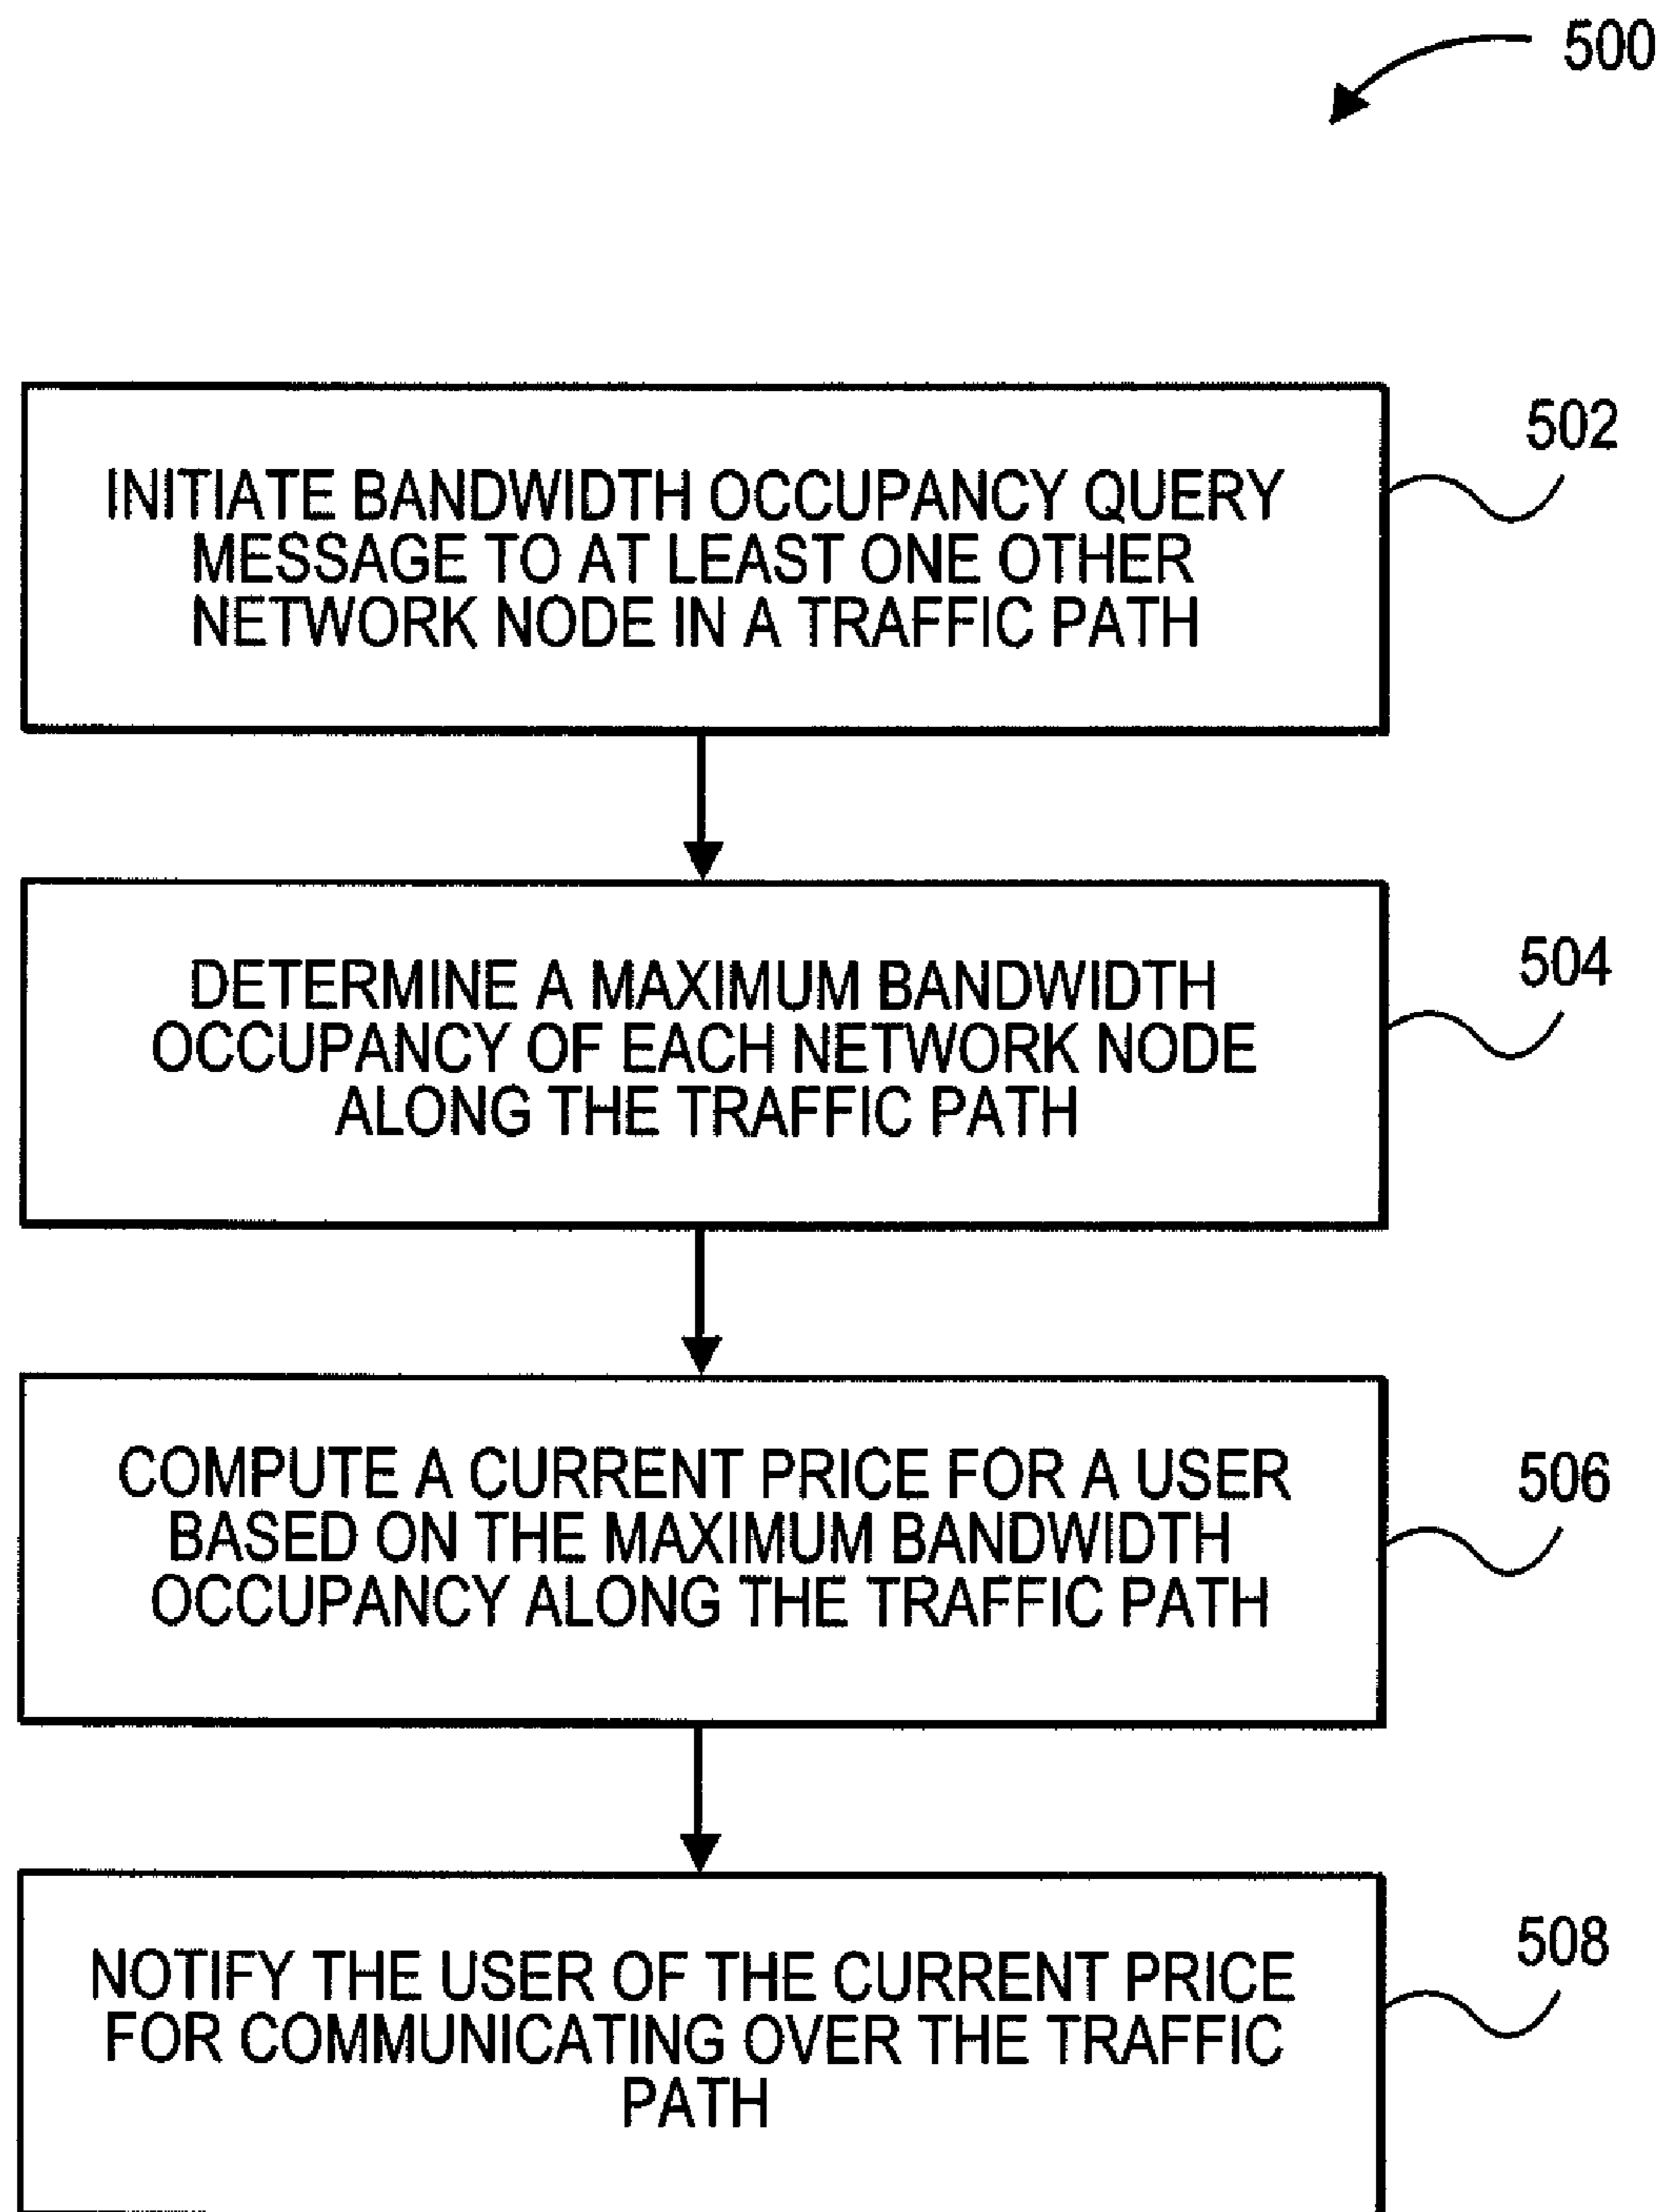 500
502
INITIATE BANDWIDTH OCCUPANCY QUERY
MESSAGE TO AT LEAST ONE OTHER
NETWORK NODE IN A TRAFFIC PATH
504
DETERMINE A MAXIMUM BANDWIDTH
OCCUPANCY OF EACH NETWORK NODE
ALONG THE TRAFFIC PATH
506
COMPUTE A CURRENT PRICE FOR A USER
BASED ON THE MAXIMUM BANDWIDTH
OCCUPANCY ALONG THE TRAFFIC PATH
508
NOTIFY THE USER OF THE CURRENT PRICE
FOR COMMUNICATING OVER THE TRAFFIC
PATH